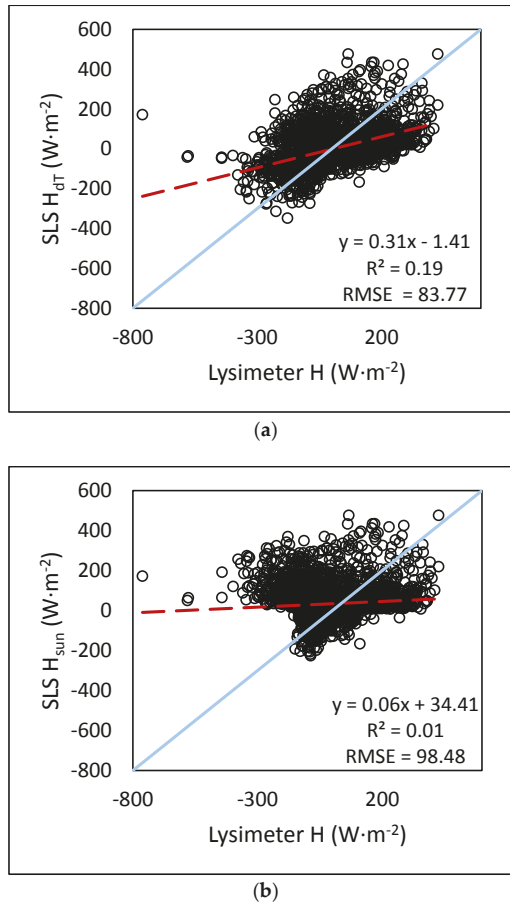 600
400
200
0
-200
-400
-600
-800
-800
-300
200
SLS H_dT (W·m⁻²)
y = 0.31x - 1.41
R² = 0.19
RMSE = 83.77
Lysimeter H (W·m⁻²)
(a)
600
400
200
0
-200
-400
-600
-800
-800
-300
200
SLS H_sun (W·m⁻²)
y = 0.06x + 34.41
R² = 0.01
RMSE = 98.48
Lysimeter H (W·m⁻²)
(b)